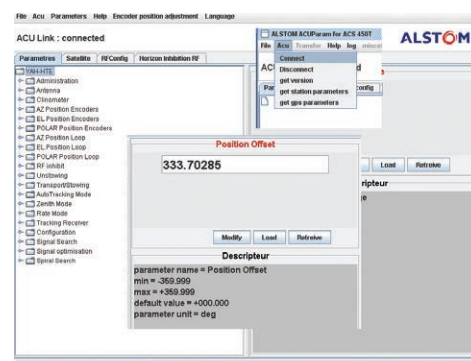 File Acu Parameters Help Encoder position adjustment Language
ACU Link : connected
Parametres Satellite RFConfig Horizon Inhibition RF
YAH-HTE
Administration
Antenna
Clinometer
AZ Position Encoders
EL Position Encoders
POLAR Position Encoders
AZ Position Loop
EL Position Loop
POLAR Position Loop
RF inhibit
Unstowing
Transport/Stowing
AutoTracking Mode
Zenith Mode
Rate Mode
Tracking Receiver
Configuration
Signal Search
Signal optimisation
Spiral Search
ALSTOM ACUParam for ACS 450T
File Acu Transfer Help log
Connect
Disconnect
get version
get station parameters
get gps parameters
ALSTOM
Load Retreive
Position Offset
333.70285
Modify Load Retreive
Descripteur
parameter name = Position Offset
min = -359.999
max = +359.999
default value = +000.000
parameter unit = deg